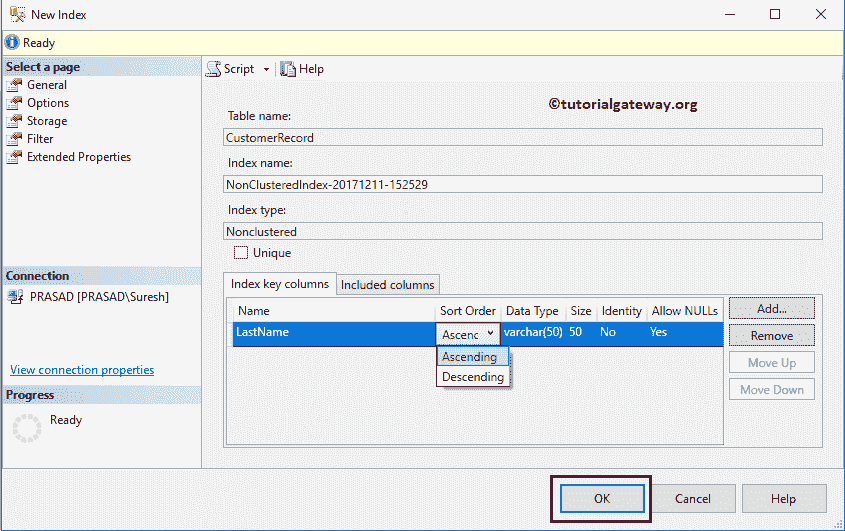 New Index
Ready
Select a page
General
Options
Storage
Filter
Extended Properties
Connection
PRASAD [PRASAD\Suresh]
View connection properties
Progress
Ready
Script Help
©tutorialgateway.org
Table name:
CustomerRecord
Index name:
NonClusteredIndex-20171211-152529
Index type:
Nonclustered
Unique
Index key columns Included columns
Name Sort Order Data Type Size Identity Allow NULLs
LastName Ascenc varchar(50) 50 No Yes
Ascending
Descending
Add...
Remove
Move Up
Move Down
OK Cancel Help